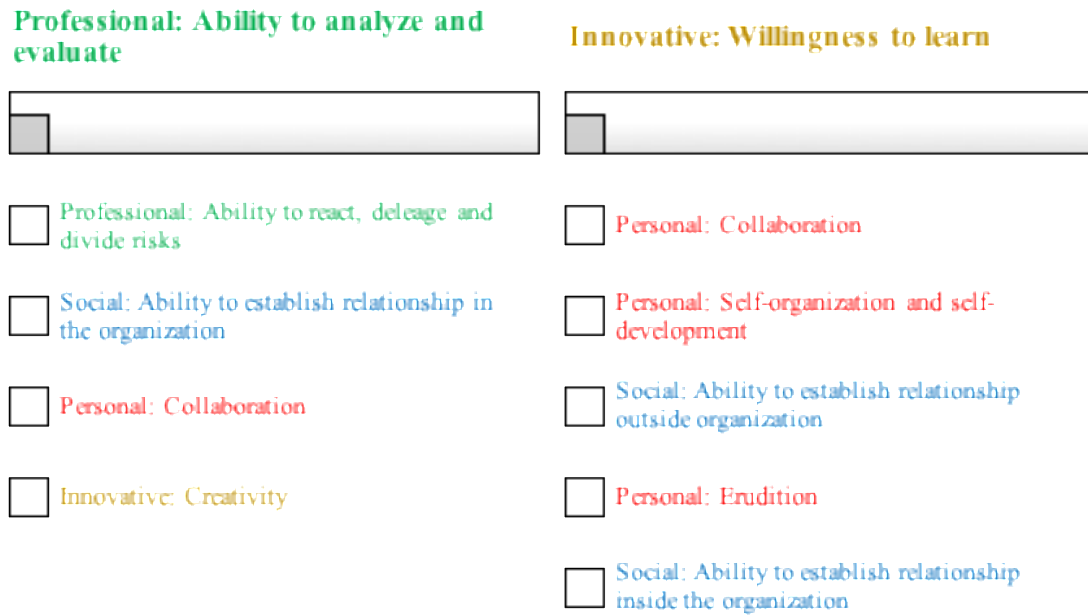 Professional: Ability to analyze and
evaluate
Professional: Ability to react, deleage and
divide risks
Social: Ability to establish relationship in
the organization
Personal: Collaboration
Innovative: Creativity
Innovative: Willingness to learn
Personal: Collaboration
Personal: Self-organization and self-
development
Social: Ability to establish relationship
outside organization
Personal: Erudition
Social: Ability to establish relationship
inside the organization